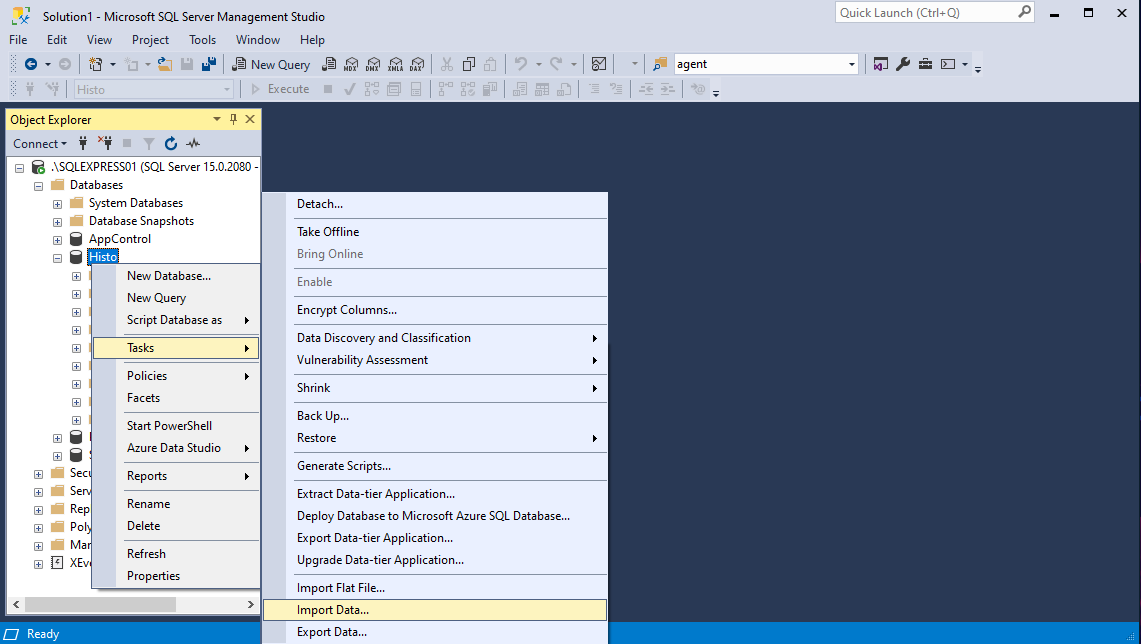 Solution1 - Microsoft SQL Server Management Studio
Quick Launch (Ctrl+Q)
File Edit View Project Tools Window Help
New Query MDX DMX XMLA DAX agent
Histo Execute
Object Explorer
Connect
.\SQLEXPRESS01 (SQL Server 15.0.2080 -
Databases
System Databases
Database Snapshots
AppControl
Histo
Secu
Serv
Rep
Poly
Man
XEve
New Database...
New Query
Script Database as
Tasks
Policies
Facets
Start PowerShell
Azure Data Studio
Reports
Rename
Delete
Refresh
Properties
Detach...
Take Offline
Bring Online
Enable
Encrypt Columns...
Data Discovery and Classification
Vulnerability Assessment
Shrink
Back Up...
Restore
Generate Scripts...
Extract Data-tier Application...
Deploy Database to Microsoft Azure SQL Database...
Export Data-tier Application...
Upgrade Data-tier Application...
Import Flat File...
Import Data...
Export Data...
Ready